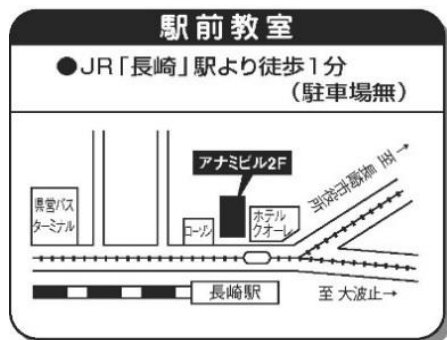 駅前教室
●JR「長崎」駅より徒歩1分
(駐車場無)
アナミビル2F
至 長崎市役所→
県営バス
ターミナル
ローソン
ホテル
クオーレ
長崎駅
至 大波止→